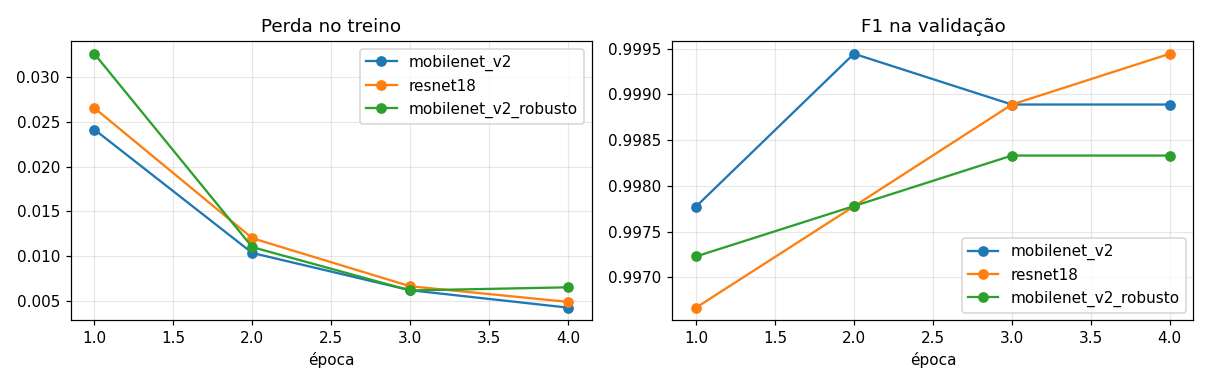 Perda no treino
0.030
0.025
0.020
0.015
0.010
0.005
1.0 1.5 2.0 2.5 3.0 3.5 4.0
época
mobilenet_v2
resnet18
mobilenet_v2_robusto
F1 na validação
0.9995
0.9990
0.9985
0.9980
0.9975
0.9970
1.0 1.5 2.0 2.5 3.0 3.5 4.0
época
mobilenet_v2
resnet18
mobilenet_v2_robusto